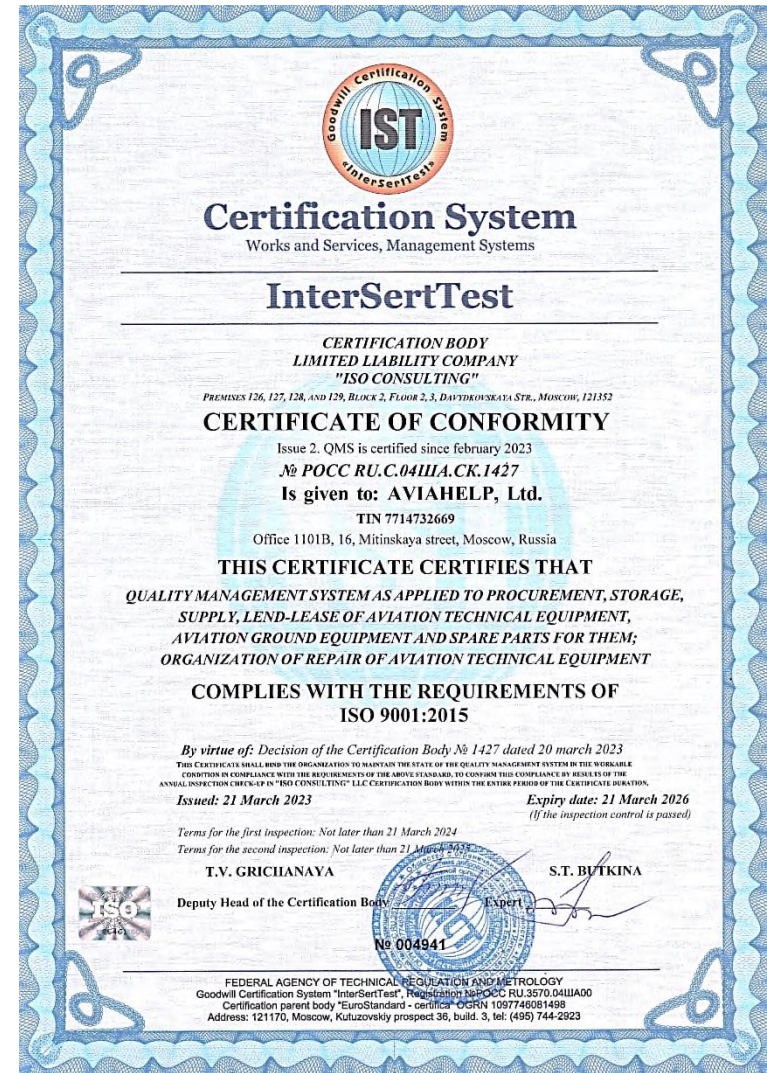 Goodwill Certification System
IST
«InterSertTest»
Certification System
Works and Services, Management Systems
InterSertTest
CERTIFICATION BODY
LIMITED LIABILITY COMPANY
"ISO CONSULTING"
PREMISES 126, 127, 128, AND 129, BLOCK 2, FLOOR 2, 3, DAVYDKOVSKAYA STR., MOSCOW, 121352
CERTIFICATE OF CONFORMITY
Issue 2. QMS is certified since february 2023
№ РОСС RU.С.04ША.СК.1427
Is given to: AVIAHELP, Ltd.
TIN 7714732669
Office 1101B, 16, Mitinskaya street, Moscow, Russia
THIS CERTIFICATE CERTIFIES THAT
QUALITY MANAGEMENT SYSTEM AS APPLIED TO PROCUREMENT, STORAGE,
SUPPLY, LEND-LEASE OF AVIATION TECHNICAL EQUIPMENT,
AVIATION GROUND EQUIPMENT AND SPARE PARTS FOR THEM;
ORGANIZATION OF REPAIR OF AVIATION TECHNICAL EQUIPMENT
COMPLIES WITH THE REQUIREMENTS OF
ISO 9001:2015
By virtue of: Decision of the Certification Body № 1427 dated 20 march 2023
THIS CERTIFICATE SHALL BIND THE ORGANIZATION TO MAINTAIN THE STATE OF THE QUALITY MANAGEMENT SYSTEM IN THE WORKABLE
CONDITION IN COMPLIANCE WITH THE REQUIREMENTS OF THE ABOVE STANDARD, TO CONFIRM THIS COMPLIANCE BY RESULTS OF THE
ANNUAL INSPECTION CHECK-UP IN "ISO CONSULTING" LLC CERTIFICATION BODY WITHIN THE ENTIRE PERIOD OF THE CERTIFICATE DURATION.
Issued: 21 March 2023 Expiry date: 21 March 2026
(If the inspection control is passed)
Terms for the first inspection: Not later than 21 March 2024
Terms for the second inspection: Not later than 21 March
T.V. GRICHANAYA S.T. BUTKINA
Deputy Head of the Certification Body Expert
ISO
№ 004941
FEDERAL AGENCY OF TECHNICAL REGULATION AND METROLOGY
Goodwill Certification System "InterSertTest", Registration №РОСС RU.3570.04ША00
Certification parent body "EuroStandard - certifica" OGRN 1097746081498
Address: 121170, Moscow, Kutuzovskiy prospect 36, build. 3, tel: (495) 744-2923